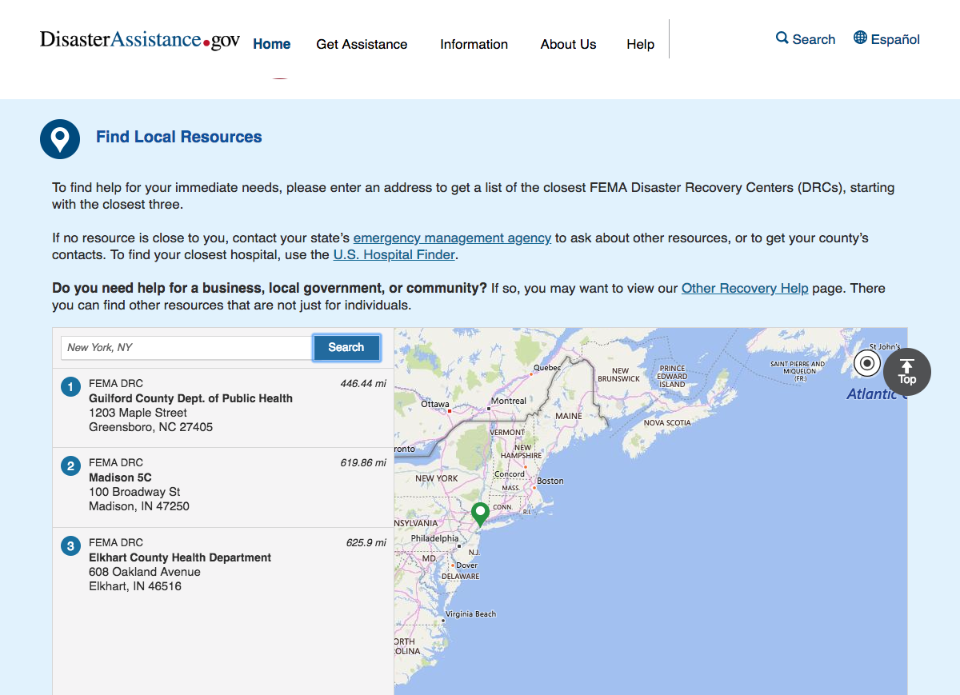 DisasterAssistance.gov
Home
Get Assistance
Information
About Us
Help
Search
Español
Find Local Resources
To find help for your immediate needs, please enter an address to get a list of the closest FEMA Disaster Recovery Centers (DRCs), starting
with the closest three.
If no resource is close to you, contact your state's emergency management agency to ask about other resources, or to get your county's
contacts. To find your closest hospital, use the U.S. Hospital Finder.
Do you need help for a business, local government, or community? If so, you may want to view our Other Recovery Help page. There
you can find other resources that are not just for individuals.
New York, NY
Search
1
FEMA DRC
446.44 mi
Guilford County Dept. of Public Health
1203 Maple Street
Greensboro, NC 27405
2
FEMA DRC
619.86 mi
Madison 5C
100 Broadway St
Madison, IN 47250
3
FEMA DRC
625.9 mi
Elkhart County Health Department
608 Oakland Avenue
Elkhart, IN 46516
St John's
Top
Atlantic
SAINT PIERRE AND
MIQUELON
(FR.)
Quebec
NEW
BRUNSWICK
PRINCE
EDWARD
ISLAND
NOVA SCOTIA
Ottawa
Montreal
MAINE
VERMONT
ronto
NEW
HAMPSHIRE
Concord
NEW YORK
MASS.
Boston
CONN.
R.I.
NSYLVANIA
Philadelphia
N.J.
MD.
Dover
DELAWARE
Virginia Beach
ORTH
OLINA